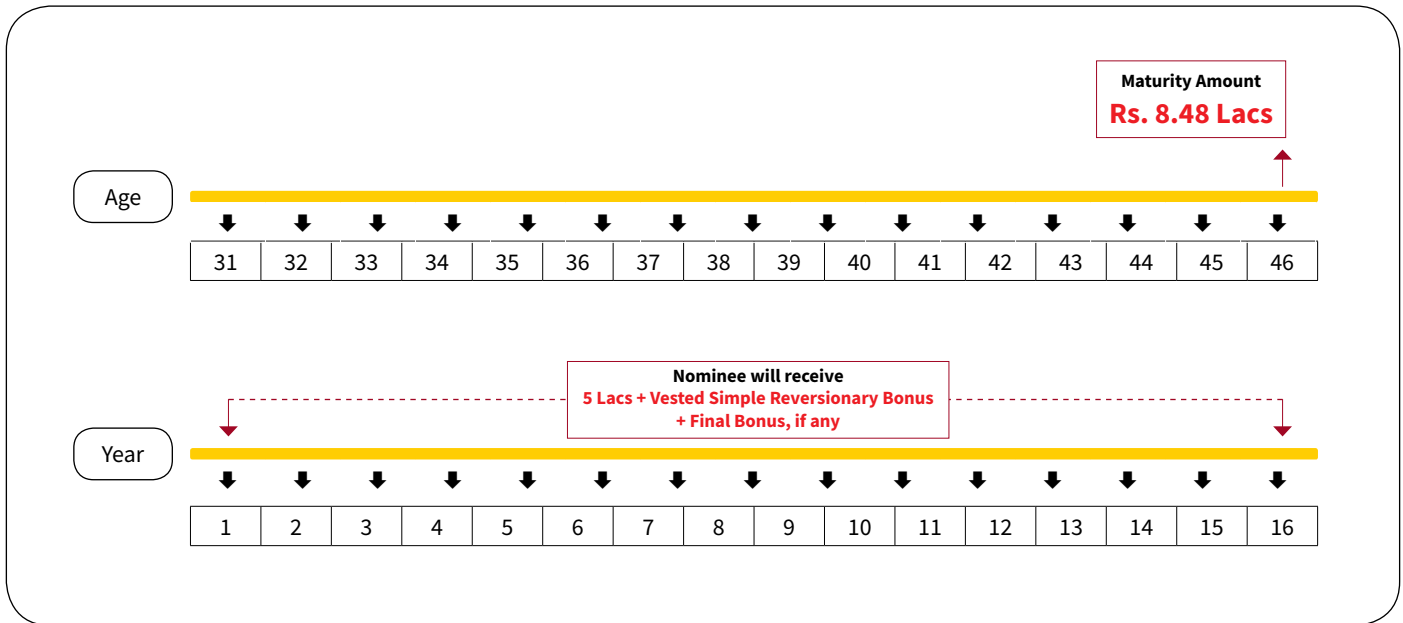 Maturity Amount
Rs. 8.48 Lacs
Age
31 32 33 34 35 36 37 38 39 40 41 42 43 44 45 46
Nominee will receive
5 Lacs + Vested Simple Reversionary Bonus
+ Final Bonus, if any
Year
1 2 3 4 5 6 7 8 9 10 11 12 13 14 15 16